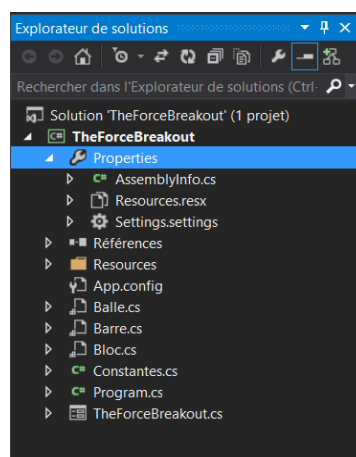 Explorateur de solutions
Rechercher dans l'Explorateur de solutions (Ctrl-
Solution 'TheForceBreakout' (1 projet)
C# TheForceBreakout
Properties
C# AssemblyInfo.cs
Resources.resx
Settings.settings
Références
Resources
App.config
Balle.cs
Barre.cs
Bloc.cs
C# Constantes.cs
C# Program.cs
TheForceBreakout.cs